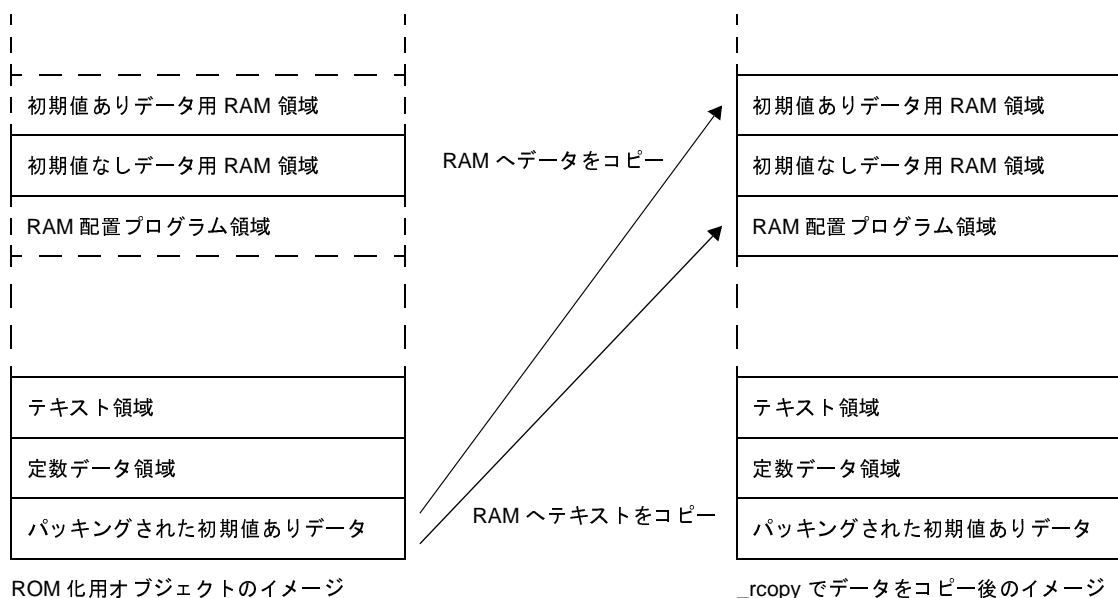 初期値ありデータ用 RAM 領域
初期値なしデータ用 RAM 領域
RAM 配置プログラム領域
テキスト領域
定数データ領域
パッキングされた初期値ありデータ
ROM 化用オブジェクトのイメージ
RAM へデータをコピー
RAM へテキストをコピー
初期値ありデータ用 RAM 領域
初期値なしデータ用 RAM 領域
RAM 配置プログラム領域
テキスト領域
定数データ領域
パッキングされた初期値ありデータ
_rcopy でデータをコピー後のイメージ